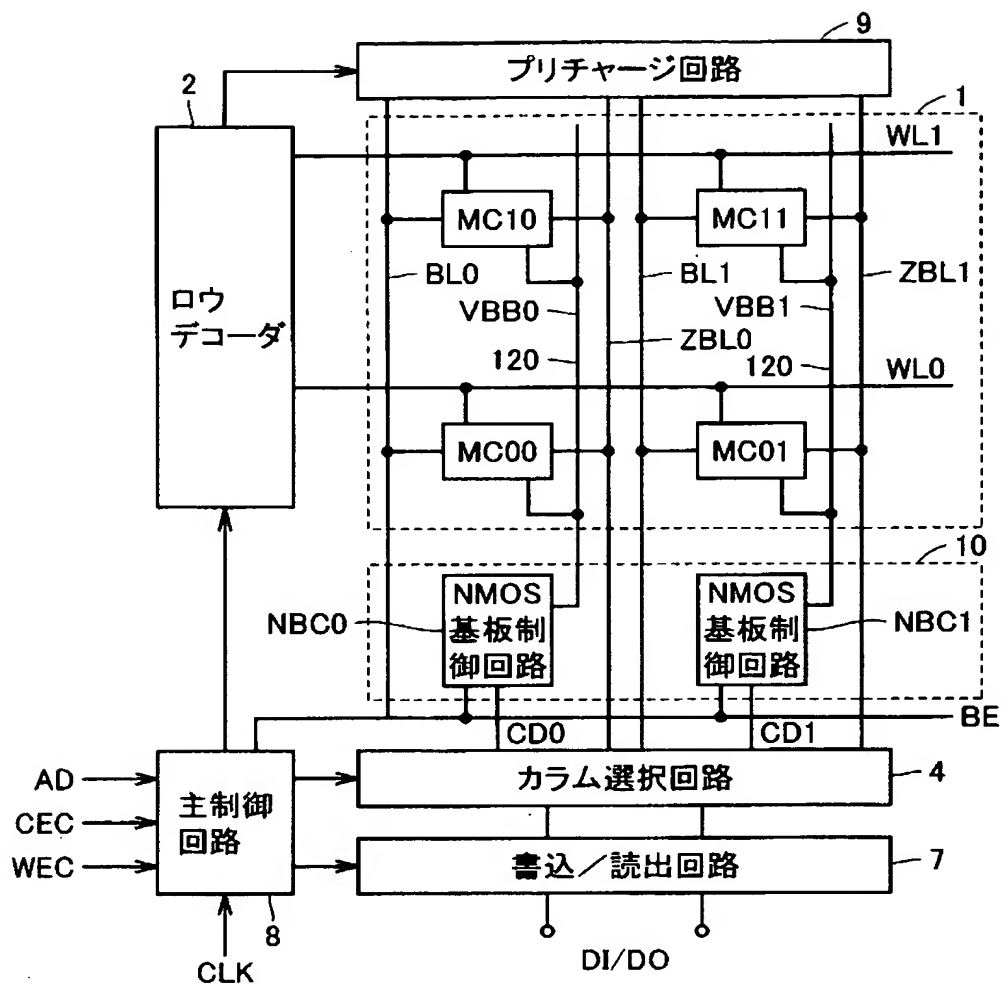 9
プリチャージ回路
2
1
WL1
MC10
MC11
BL0
BL1
ZBL1
ロウ
デコーダ
VBB0
VBB1
ZBL0
120
120
WL0
MC00
MC01
10
NMOS
基板制
御回路
NMOS
基板制
御回路
NBC0
NBC1
BE
CD0
CD1
AD
カラム選択回路
4
主制御
回路
CEC
WEC
書込/読出回路
7
8
CLK
DI/DO